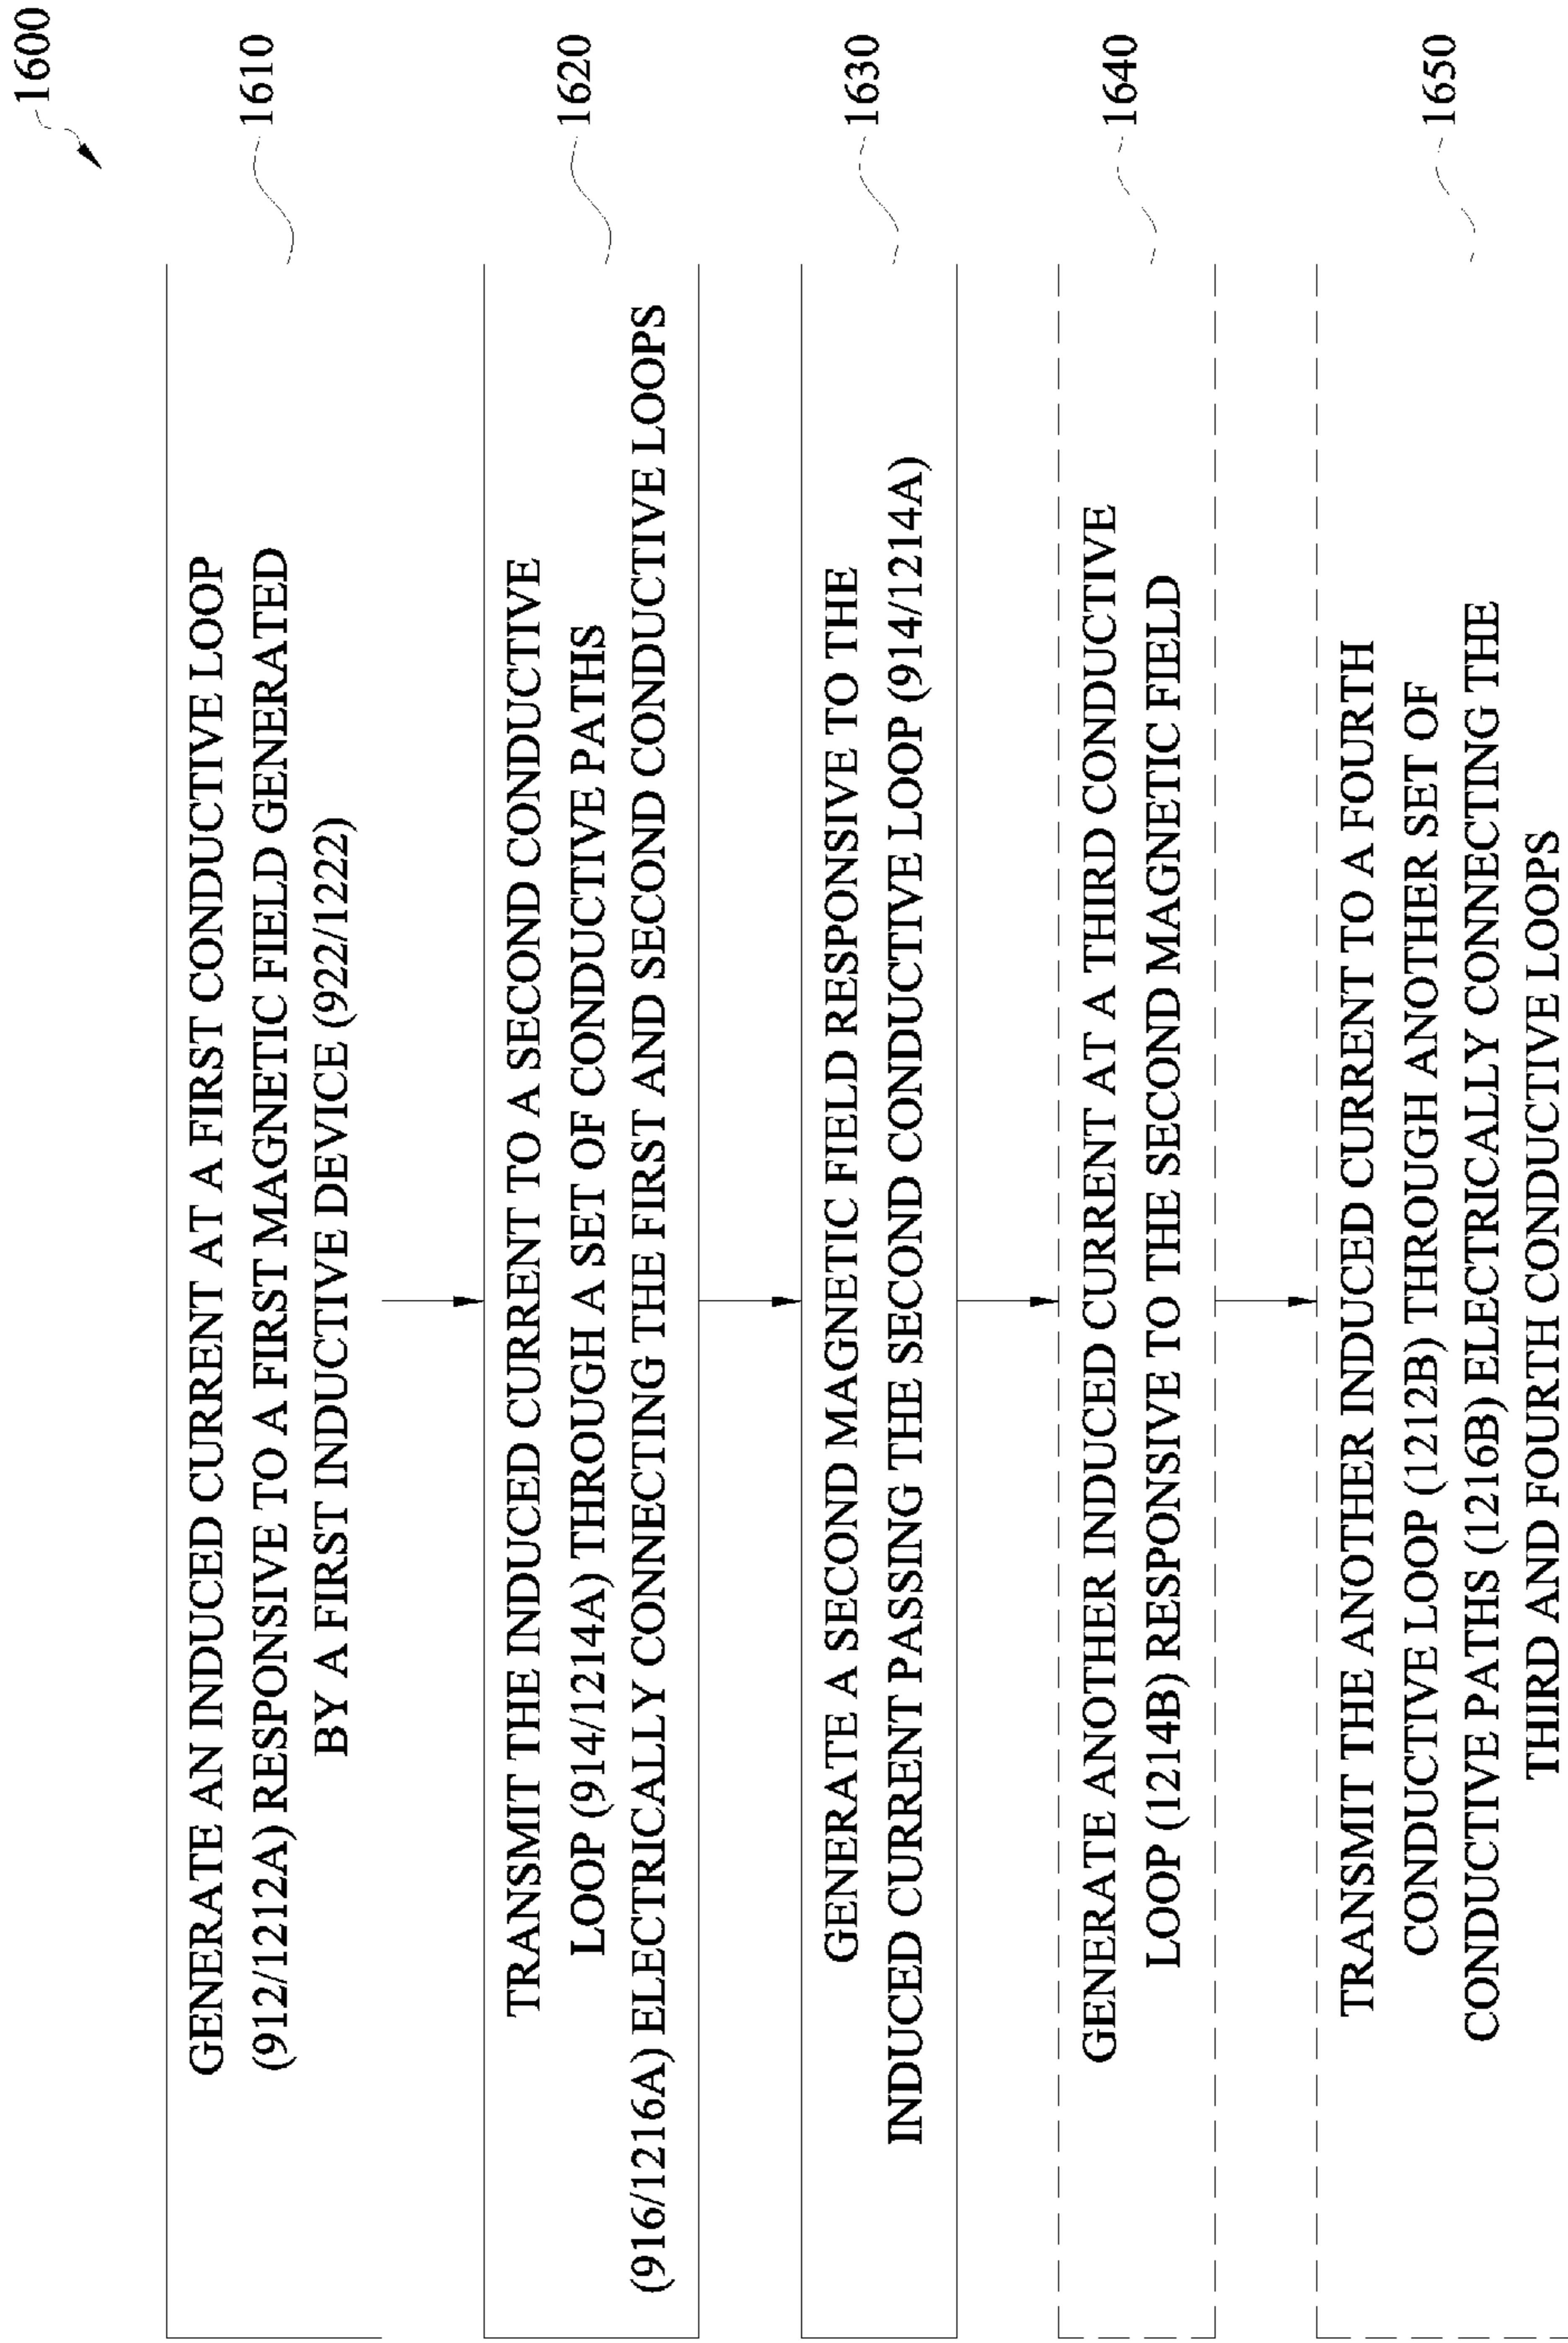 1600
GENERATE AN INDUCED CURRENT AT A FIRST CONDUCTIVE LOOP
(912/1212A) RESPONSIVE TO A FIRST MAGNETIC FIELD GENERATED
BY A FIRST INDUCTIVE DEVICE (922/1222)
1610
TRANSMIT THE INDUCED CURRENT TO A SECOND CONDUCTIVE
LOOP (914/1214A) THROUGH A SET OF CONDUCTIVE PATHS
(916/1216A) ELECTRICALLY CONNECTING THE FIRST AND SECOND CONDUCTIVE LOOPS
1620
GENERATE A SECOND MAGNETIC FIELD RESPONSIVE TO THE
INDUCED CURRENT PASSING THE SECOND CONDUCTIVE LOOP (914/1214A)
1630
GENERATE ANOTHER INDUCED CURRENT AT A THIRD CONDUCTIVE
LOOP (1214B) RESPONSIVE TO THE SECOND MAGNETIC FIELD
1640
TRANSMIT THE ANOTHER INDUCED CURRENT TO A FOURTH
CONDUCTIVE LOOP (1212B) THROUGH ANOTHER SET OF
CONDUCTIVE PATHS (1216B) ELECTRICALLY CONNECTING THE
THIRD AND FOURTH CONDUCTIVE LOOPS
1650